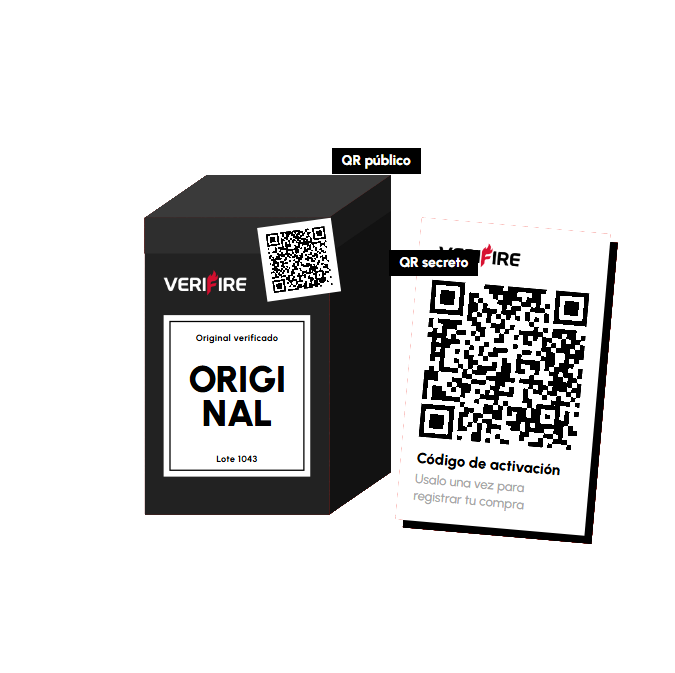 QR público
VERIFIRE
Original verificado
ORIGI
NAL
Lote 1043
QR secreto
VERIFIRE
Código de activación
Usalo una vez para
registrar tu compra